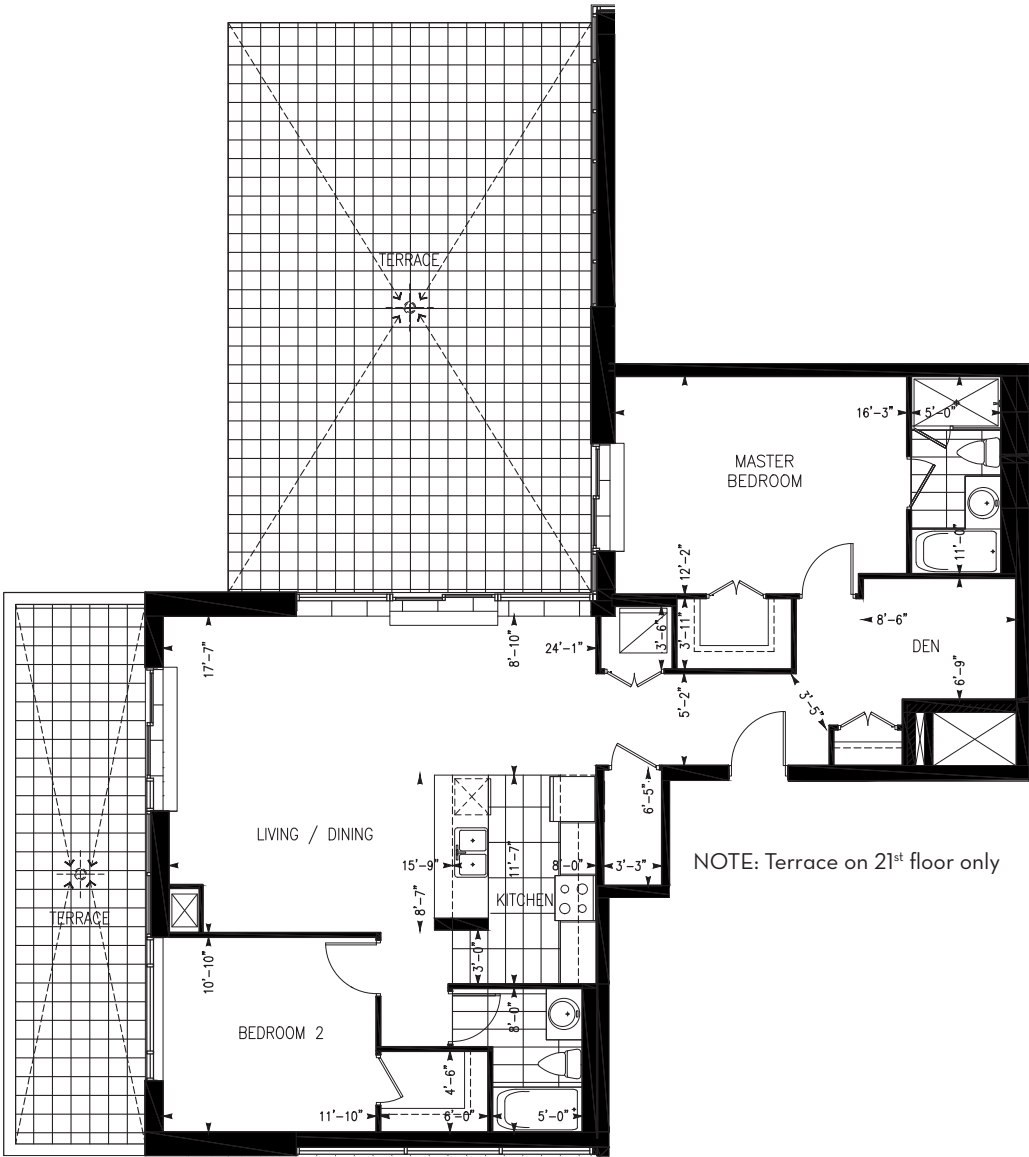 TERRACE
16'-3"
5'-0"
MASTER
BEDROOM
11'-0"
12'-2"
3'-6"
3'-11"
8'-6"
DEN
6'-9"
17'-7"
8'-10"
24'-1"
5'-2"
3'-5"
6'-5"
LIVING / DINING
15'-9"
11'-7"
8'-0"
3'-3"
NOTE: Terrace on 21st floor only
8'-7"
KITCHEN
TERRACE
3'-0"
10'-10"
BEDROOM 2
8'-0"
4'-6"
11'-10"
6'-0"
5'-0"